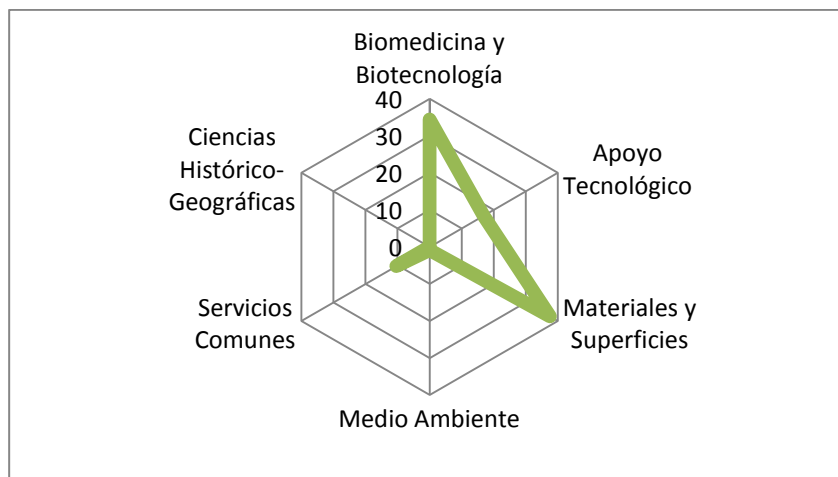 Biomedicina y
Biotecnología
40
30
20
10
0
Apoyo
Tecnológico
Materiales y
Superficies
Medio Ambiente
Servicios
Comunes
Ciencias
Histórico-
Geográficas